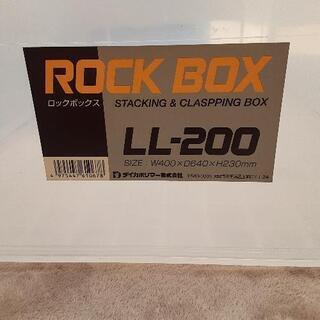 ROCK BOX
ロックボックス STACKING & CLASPPING BOX
LL-200
SIZE : W400×D640×H230mm
ダイカポリマー株式会社